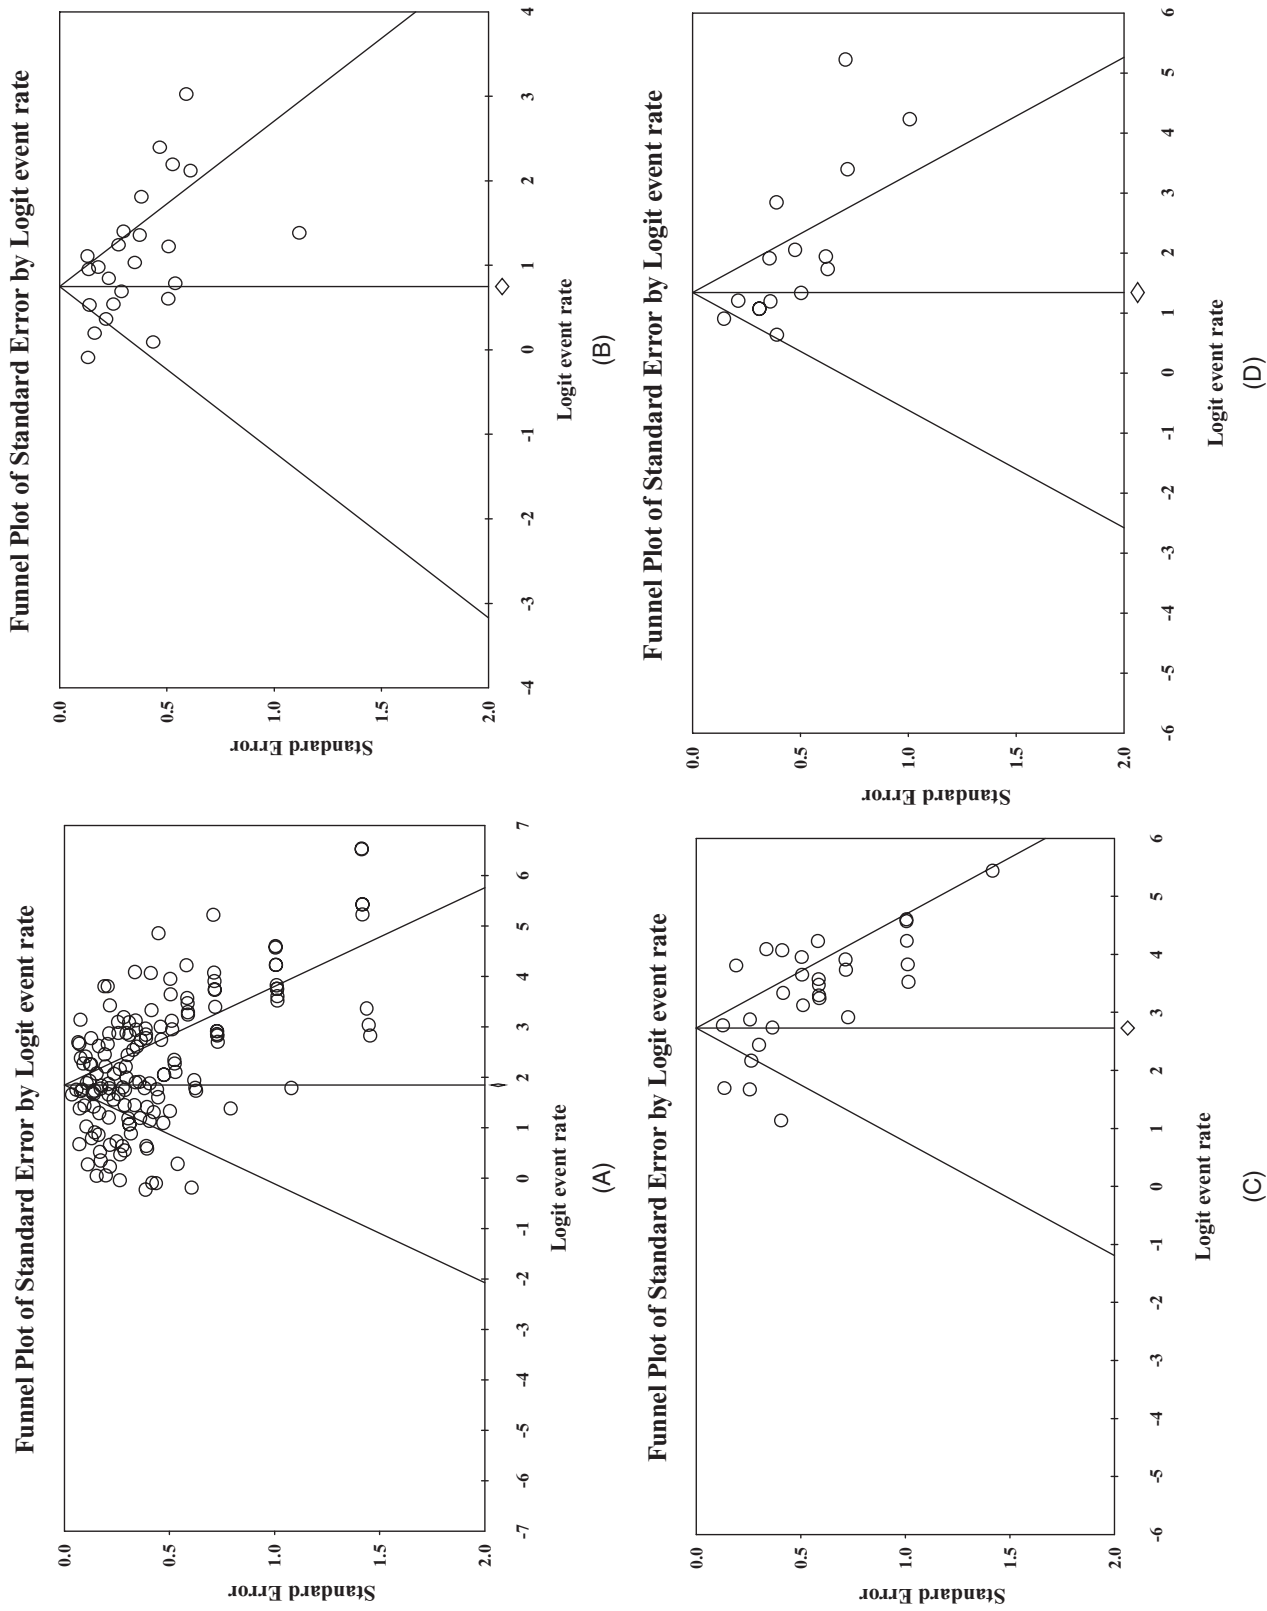 Funnel Plot of Standard Error by Logit event rate
0.0
0.5
1.0
1.5
2.0
Standard Error
-7 -6 -5 -4 -3 -2 -1 0 1 2 3 4 5 6 7
Logit event rate
(A)
Funnel Plot of Standard Error by Logit event rate
0.0
0.5
1.0
1.5
2.0
Standard Error
-4 -3 -2 -1 0 1 2 3 4
Logit event rate
(B)
Funnel Plot of Standard Error by Logit event rate
0.0
0.5
1.0
1.5
2.0
Standard Error
-6 -5 -4 -3 -2 -1 0 1 2 3 4 5 6
Logit event rate
(C)
Funnel Plot of Standard Error by Logit event rate
0.0
0.5
1.0
1.5
2.0
Standard Error
-6 -5 -4 -3 -2 -1 0 1 2 3 4 5 6
Logit event rate
(D)